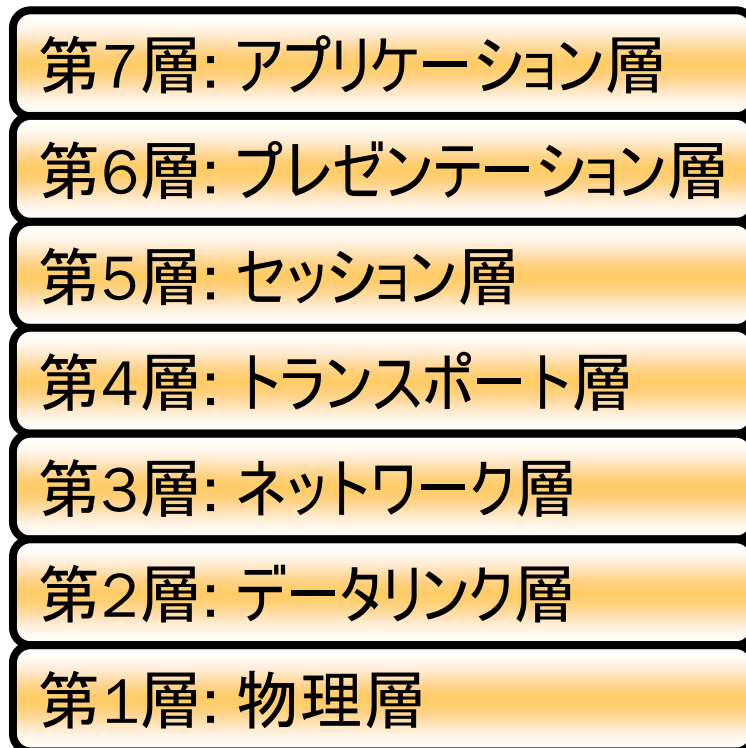 第7層: アプリケーション層
第6層: プレゼンテーション層
第5層: セッション層
第4層: トランスポート層
第3層: ネットワーク層
第2層: データリンク層
第1層: 物理層